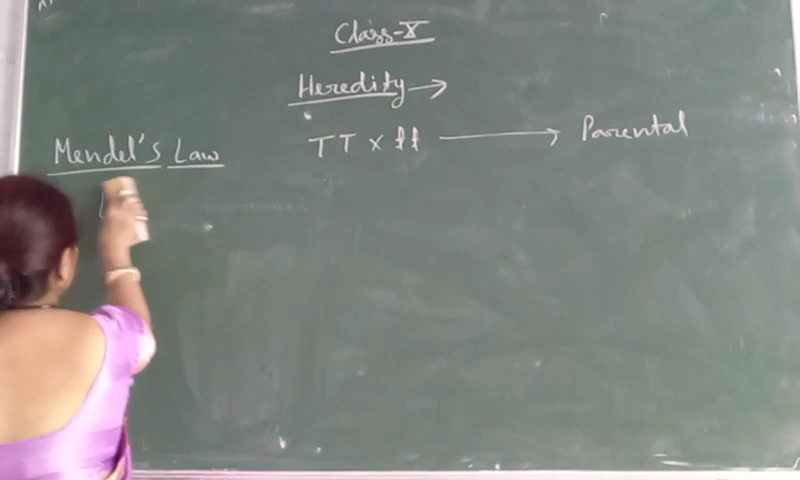 Class-X
Heredity →
Mendel's Law
TT x tt → Parental